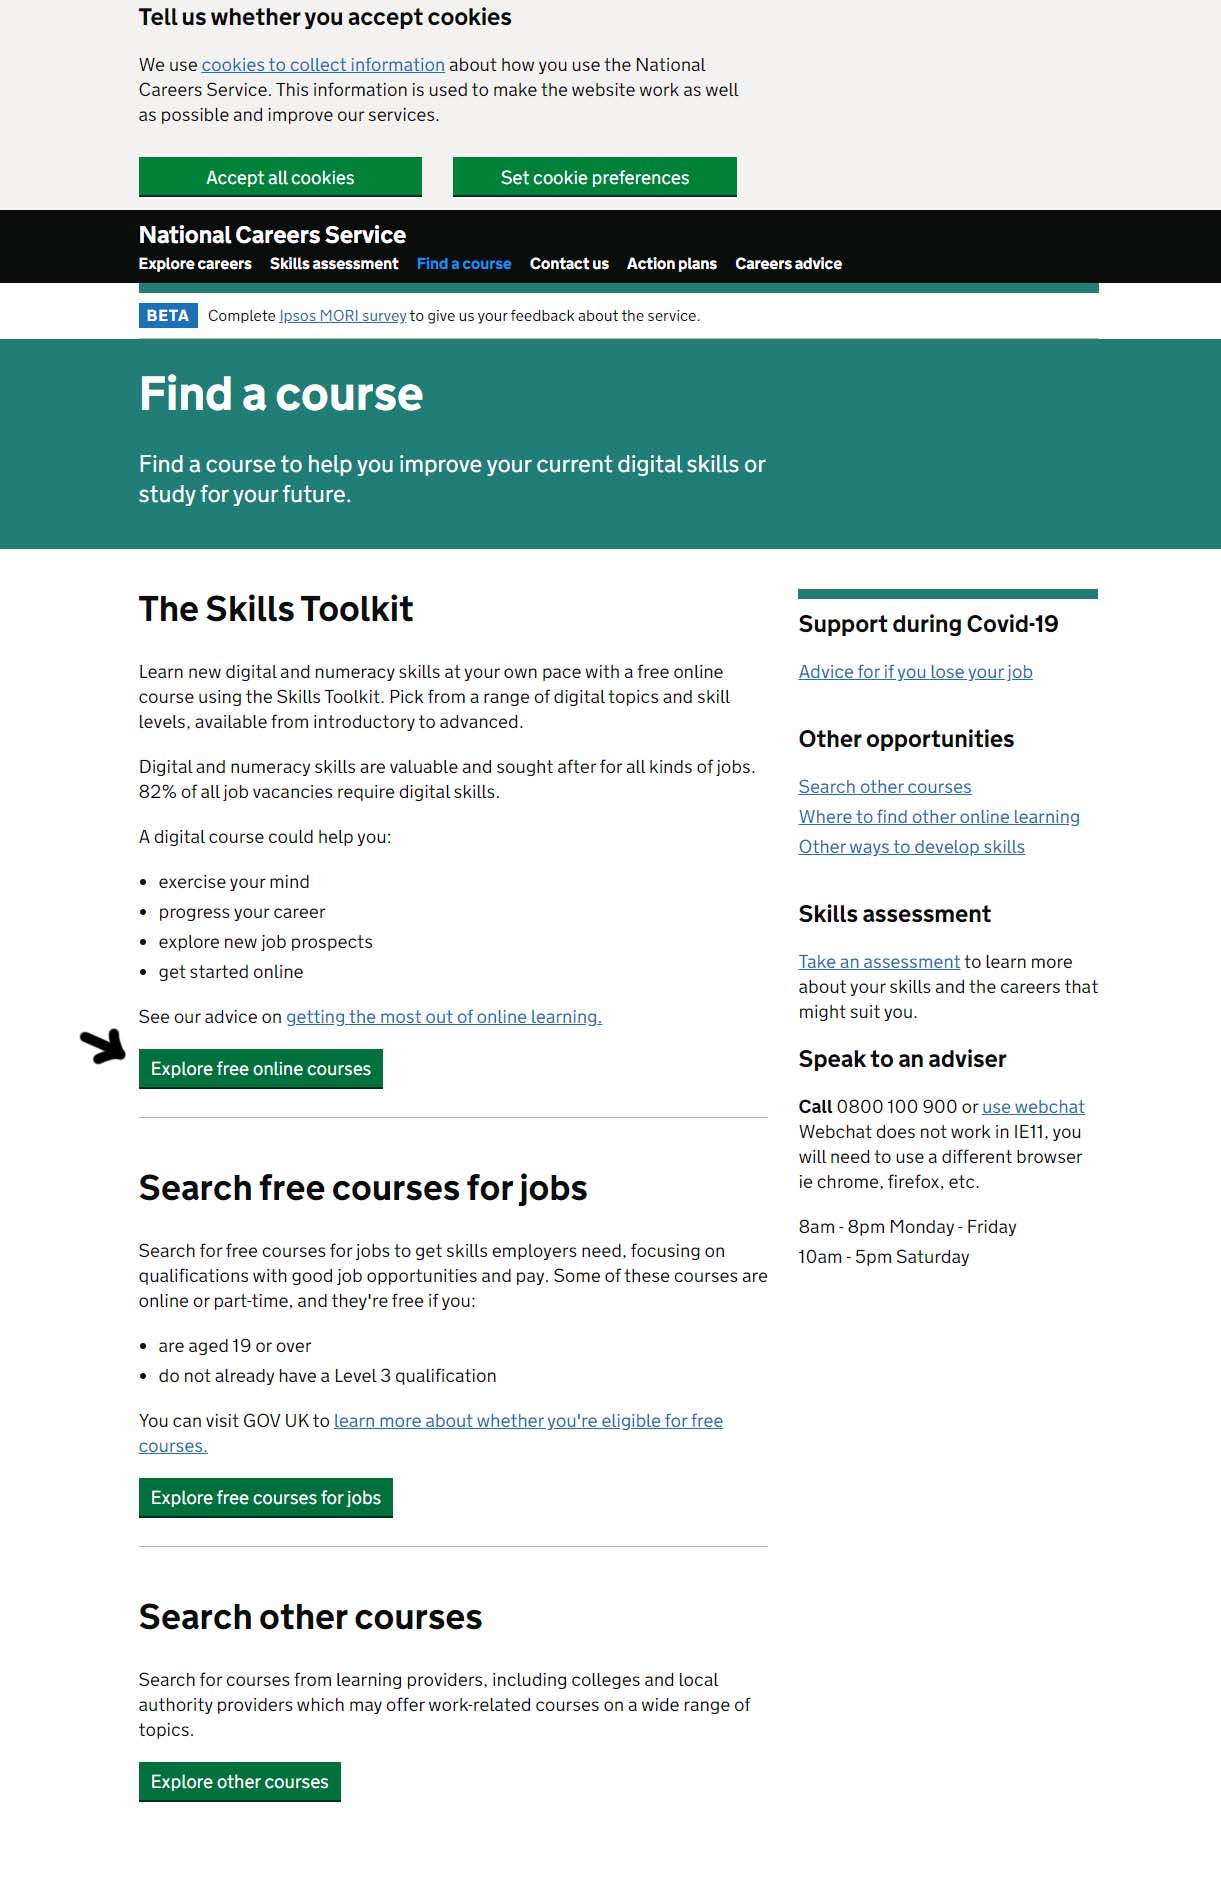 Tell us whether you accept cookies
We use cookies to collect information about how you use the National
Careers Service. This information is used to make the website work as well
as possible and improve our services.
Accept all cookies
Set cookie preferences
National Careers Service
Explore careers Skills assessment Find a course Contact us Action plans Careers advice
BETA Complete Ipsos MORI survey to give us your feedback about the service.
Find a course
Find a course to help you improve your current digital skills or
study for your future.
The Skills Toolkit
Learn new digital and numeracy skills at your own pace with a free online
course using the Skills Toolkit. Pick from a range of digital topics and skill
levels, available from introductory to advanced.
Digital and numeracy skills are valuable and sought after for all kinds of jobs.
82% of all job vacancies require digital skills.
A digital course could help you:
• exercise your mind
• progress your career
• explore new job prospects
• get started online
See our advice on getting the most out of online learning.
Explore free online courses
Search free courses for jobs
Search for free courses for jobs to get skills employers need, focusing on
qualifications with good job opportunities and pay. Some of these courses are
online or part-time, and they're free if you:
• are aged 19 or over
• do not already have a Level 3 qualification
You can visit GOV UK to learn more about whether you're eligible for free
courses.
Explore free courses for jobs
Search other courses
Search for courses from learning providers, including colleges and local
authority providers which may offer work-related courses on a wide range of
topics.
Explore other courses
Support during Covid-19
Advice for if you lose your job
Other opportunities
Search other courses
Where to find other online learning
Other ways to develop skills
Skills assessment
Take an assessment to learn more
about your skills and the careers that
might suit you.
Speak to an adviser
Call 0800 100 900 or use webchat
Webchat does not work in IE11, you
will need to use a different browser
ie chrome, firefox, etc.
8am - 8pm Monday - Friday
10am - 5pm Saturday